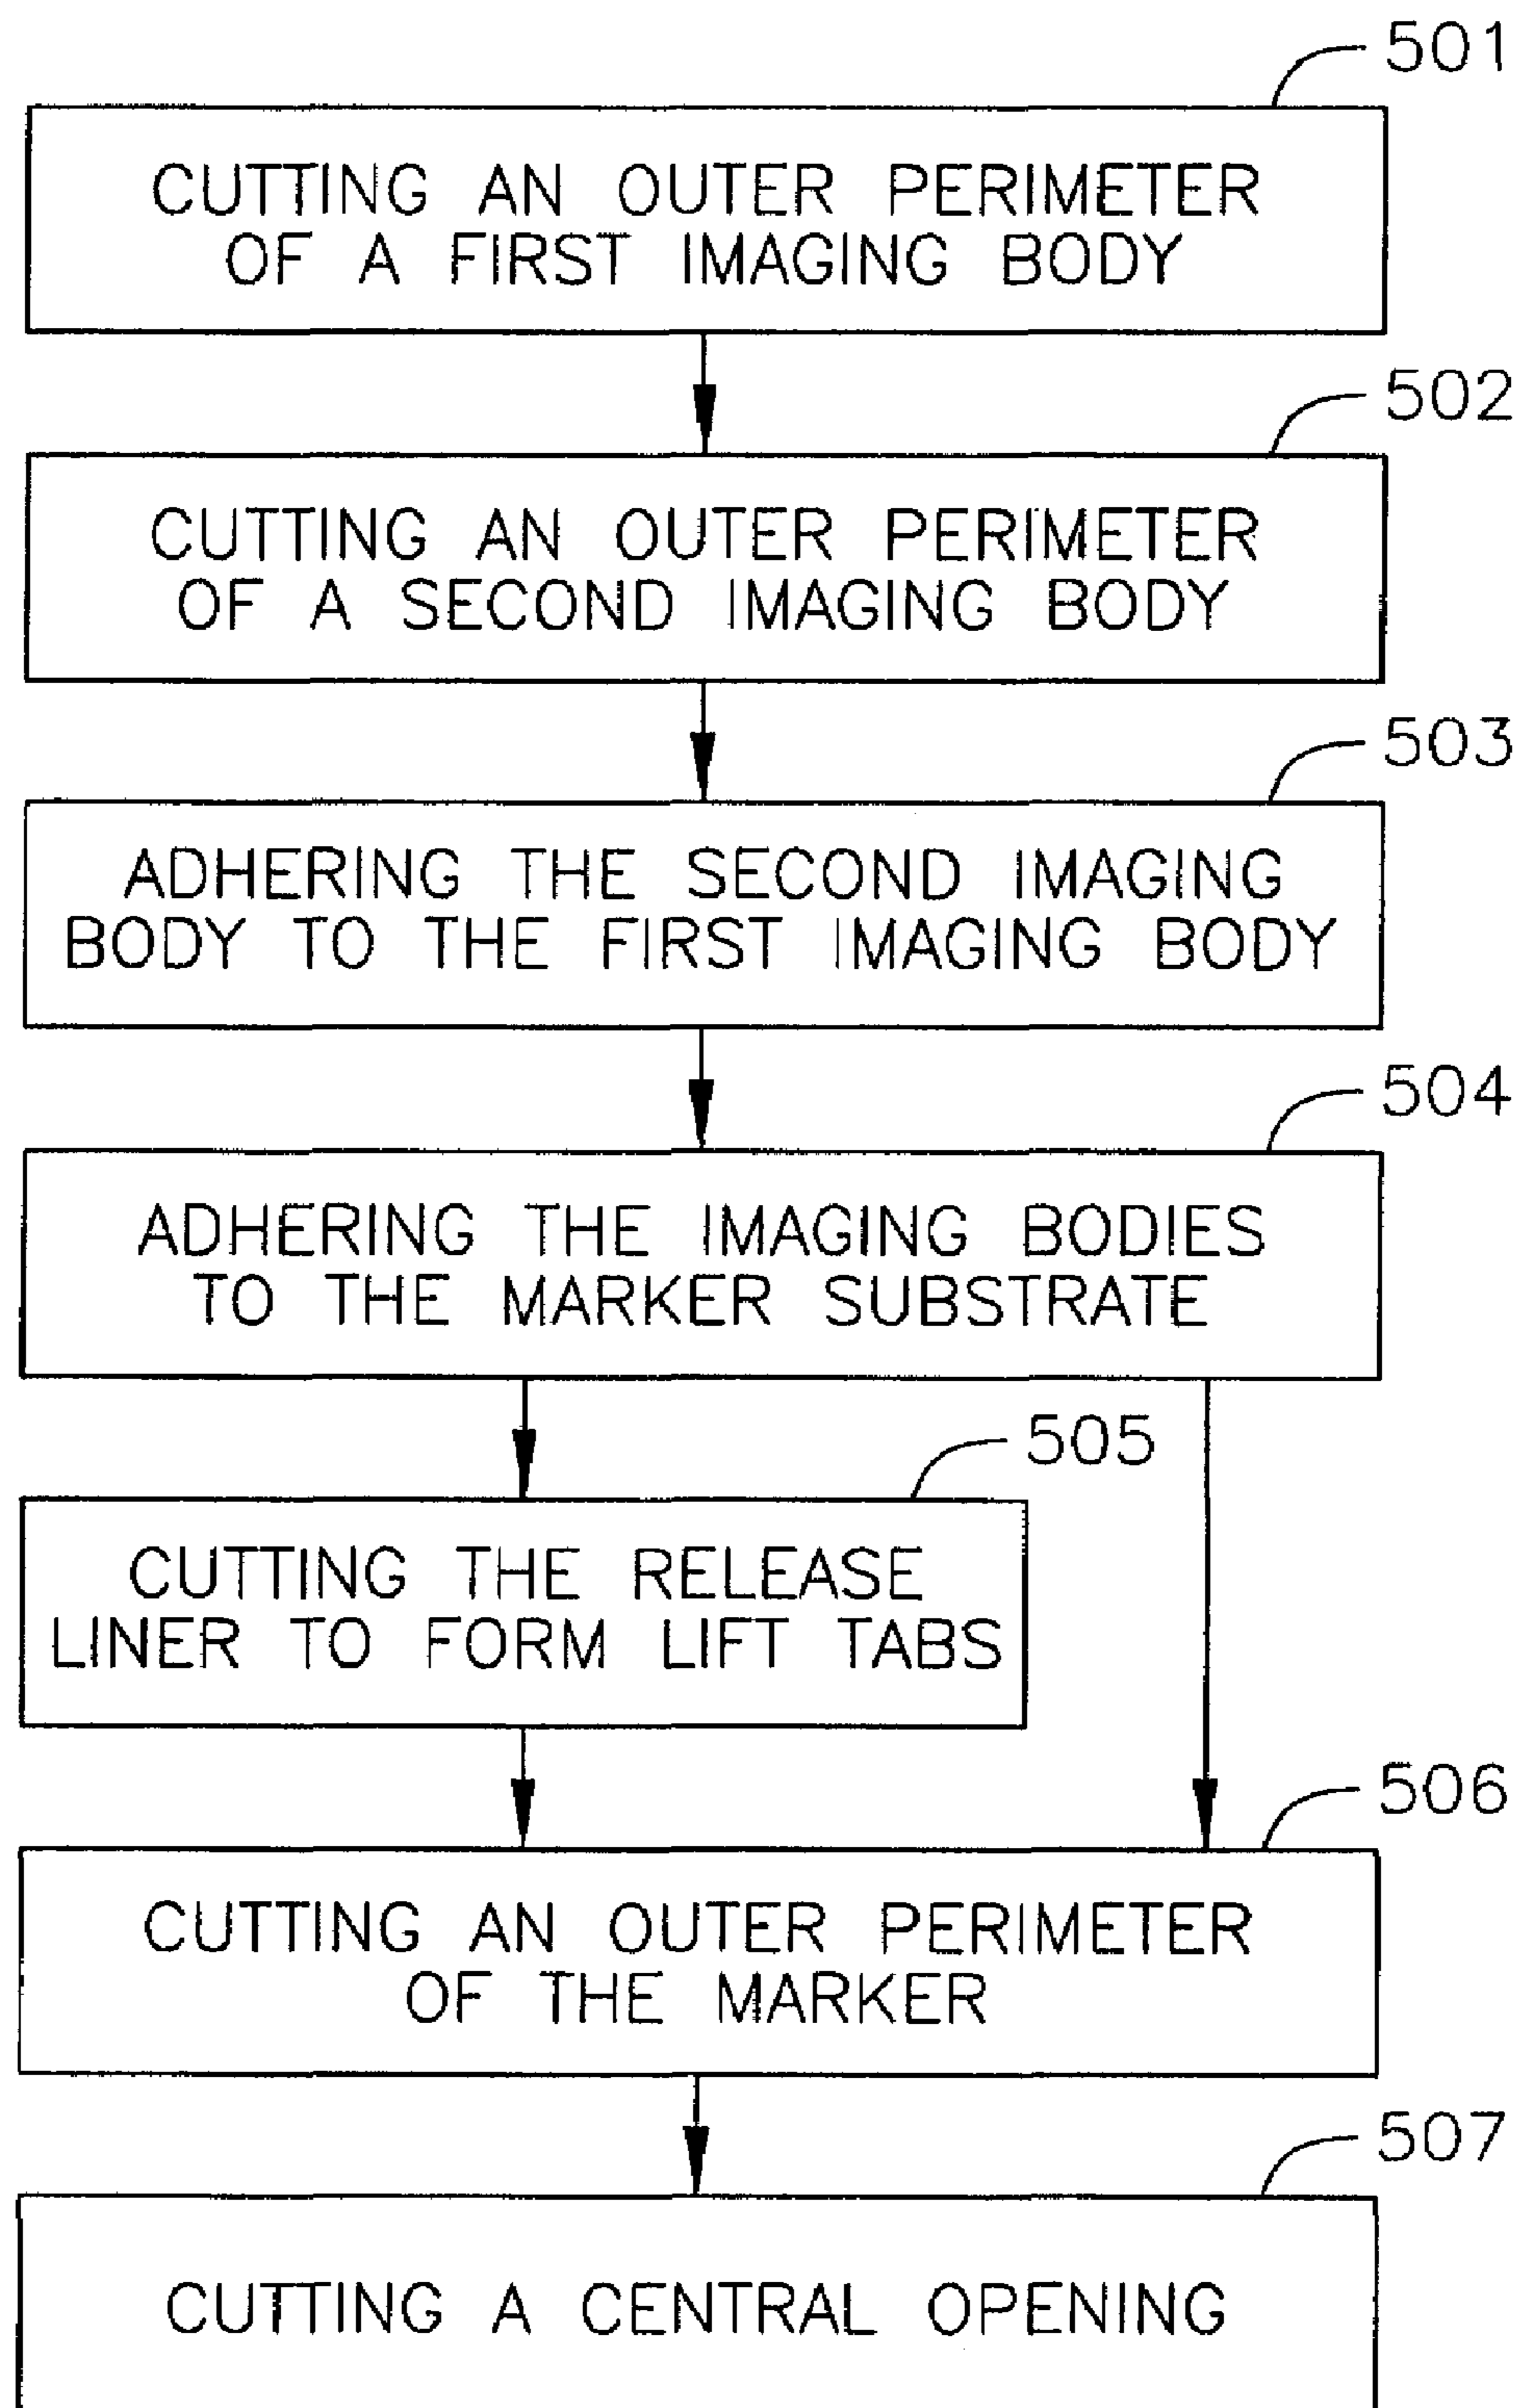 501
CUTTING AN OUTER PERIMETER
OF A FIRST IMAGING BODY
502
CUTTING AN OUTER PERIMETER
OF A SECOND IMAGING BODY
503
ADHERING THE SECOND IMAGING
BODY TO THE FIRST IMAGING BODY
504
ADHERING THE IMAGING BODIES
TO THE MARKER SUBSTRATE
505
CUTTING THE RELEASE
LINER TO FORM LIFT TABS
506
CUTTING AN OUTER PERIMETER
OF THE MARKER
507
CUTTING A CENTRAL OPENING